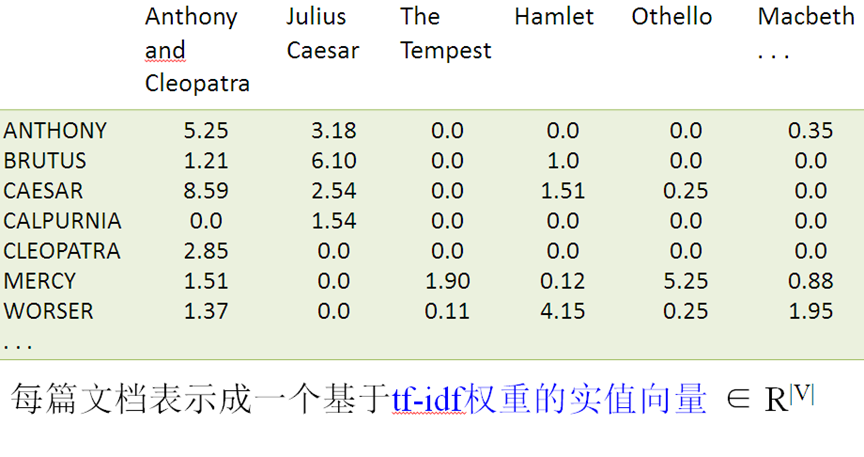 Anthony and Cleopatra Julius Caesar The Tempest Hamlet Othello Macbeth . . .
ANTHONY 5.25 3.18 0.0 0.0 0.0 0.35
BRUTUS 1.21 6.10 0.0 1.0 0.0 0.0
CAESAR 8.59 2.54 0.0 1.51 0.25 0.0
CALPURNIA 0.0 1.54 0.0 0.0 0.0 0.0
CLEOPATRA 2.85 0.0 0.0 0.0 0.0 0.0
MERCY 1.51 0.0 1.90 0.12 5.25 0.88
WORSER 1.37 0.0 0.11 4.15 0.25 1.95
. . .
每篇文档表示成一个基于tf-idf权重的实值向量 ∈ R|V|